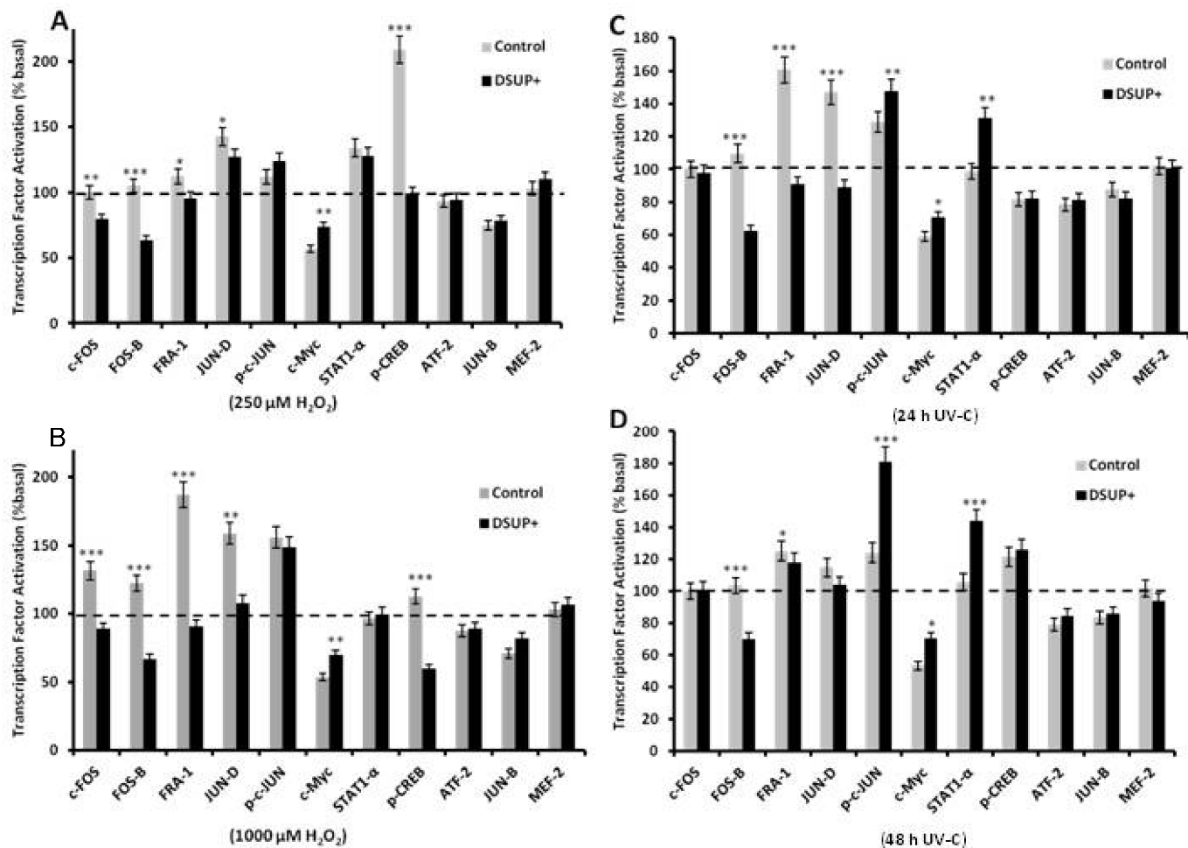 A
Transcription Factor Activation (% basal)
200
150
100
50
0
** *** * * ** ***
Control
DSUP+
c-FOS FOS-B FRA-1 JUN-D p-c-JUN c-Myc STAT1-α p-CREB ATF-2 JUN-B MEF-2
(250 µM H₂O₂)
B
Transcription Factor Activation (%basal)
200
150
100
50
0
*** *** *** ** ** ***
Control
DSUP+
c-FOS FOS-B FRA-1 JUN-D p-c-JUN c-Myc STAT1-α p-CREB ATF-2 JUN-B MEF-2
(1000 µM H₂O₂)
C
Transcription Factor Activation (% basal)
180
160
140
120
100
80
60
40
20
0
*** *** *** ** * **
Control
DSUP+
c-FOS FOS-B FRA-1 JUN-D p-c-JUN c-Myc STAT1-α p-CREB ATF-2 JUN-B MEF-2
(24 h UV-C)
D
Transcription Factor Activation (% basal)
200
180
160
140
120
100
80
60
40
20
0
*** * *** * ***
Control
DSUP+
c-FOS FOS-B FRA-1 JUN-D p-c-JUN c-Myc STAT1-α p-CREB ATF-2 JUN-B MEF-2
(48 h UV-C)